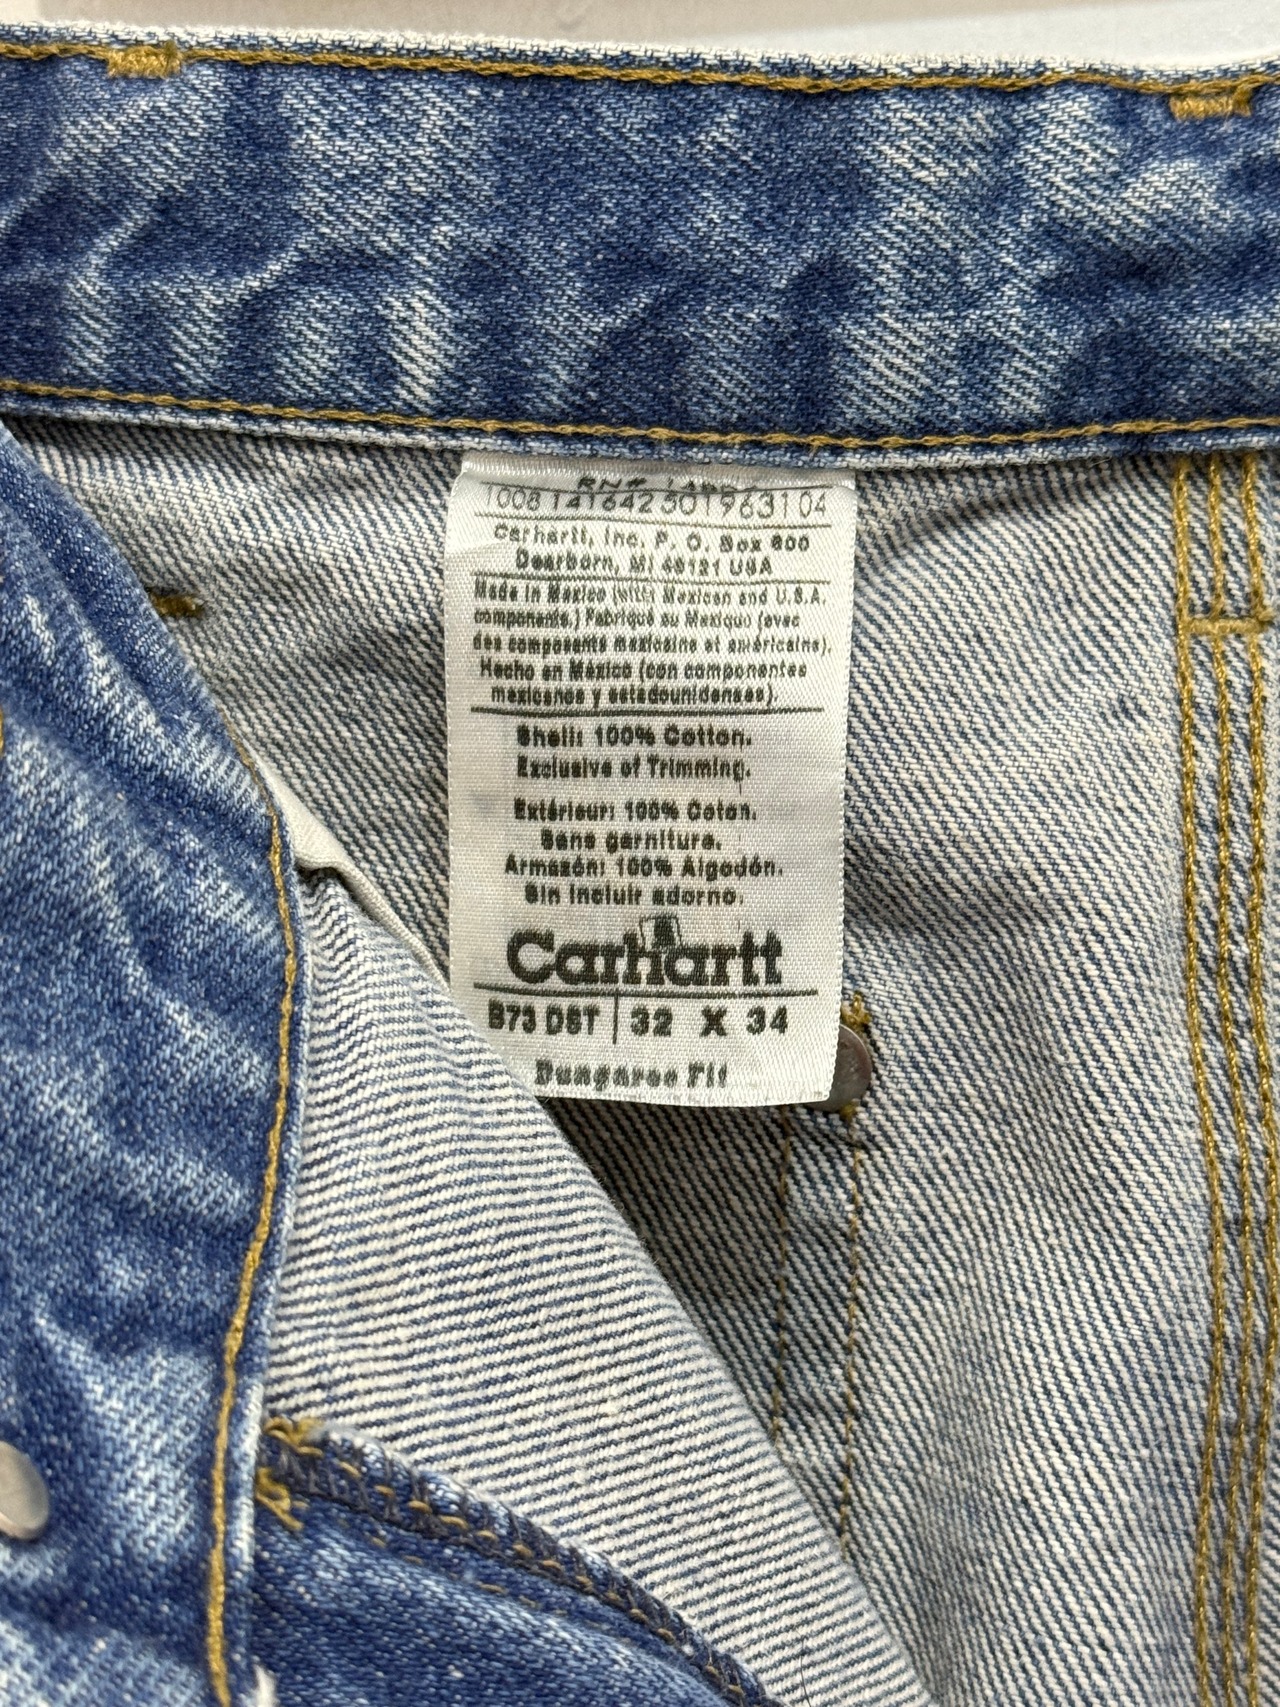 1008 141642 5019631 04
Carhartt, Inc. P. O. Box 600
Dearborn, MI 48121 USA
Made in Mexico (with Mexican and U.S.A.
components.) Fabriqué au Mexique (avec
des composants mexicains et américains).
Hecho en México (con componentes
mexicanos y estadounidenses).
Shell: 100% Cotton.
Exclusive of Trimming.
Extérieur: 100% Coton.
Sans garniture.
Armazón: 100% Algodón.
Sin incluir adorno.
Carhartt
B73 DST 32 X 34
Dungaree Fit